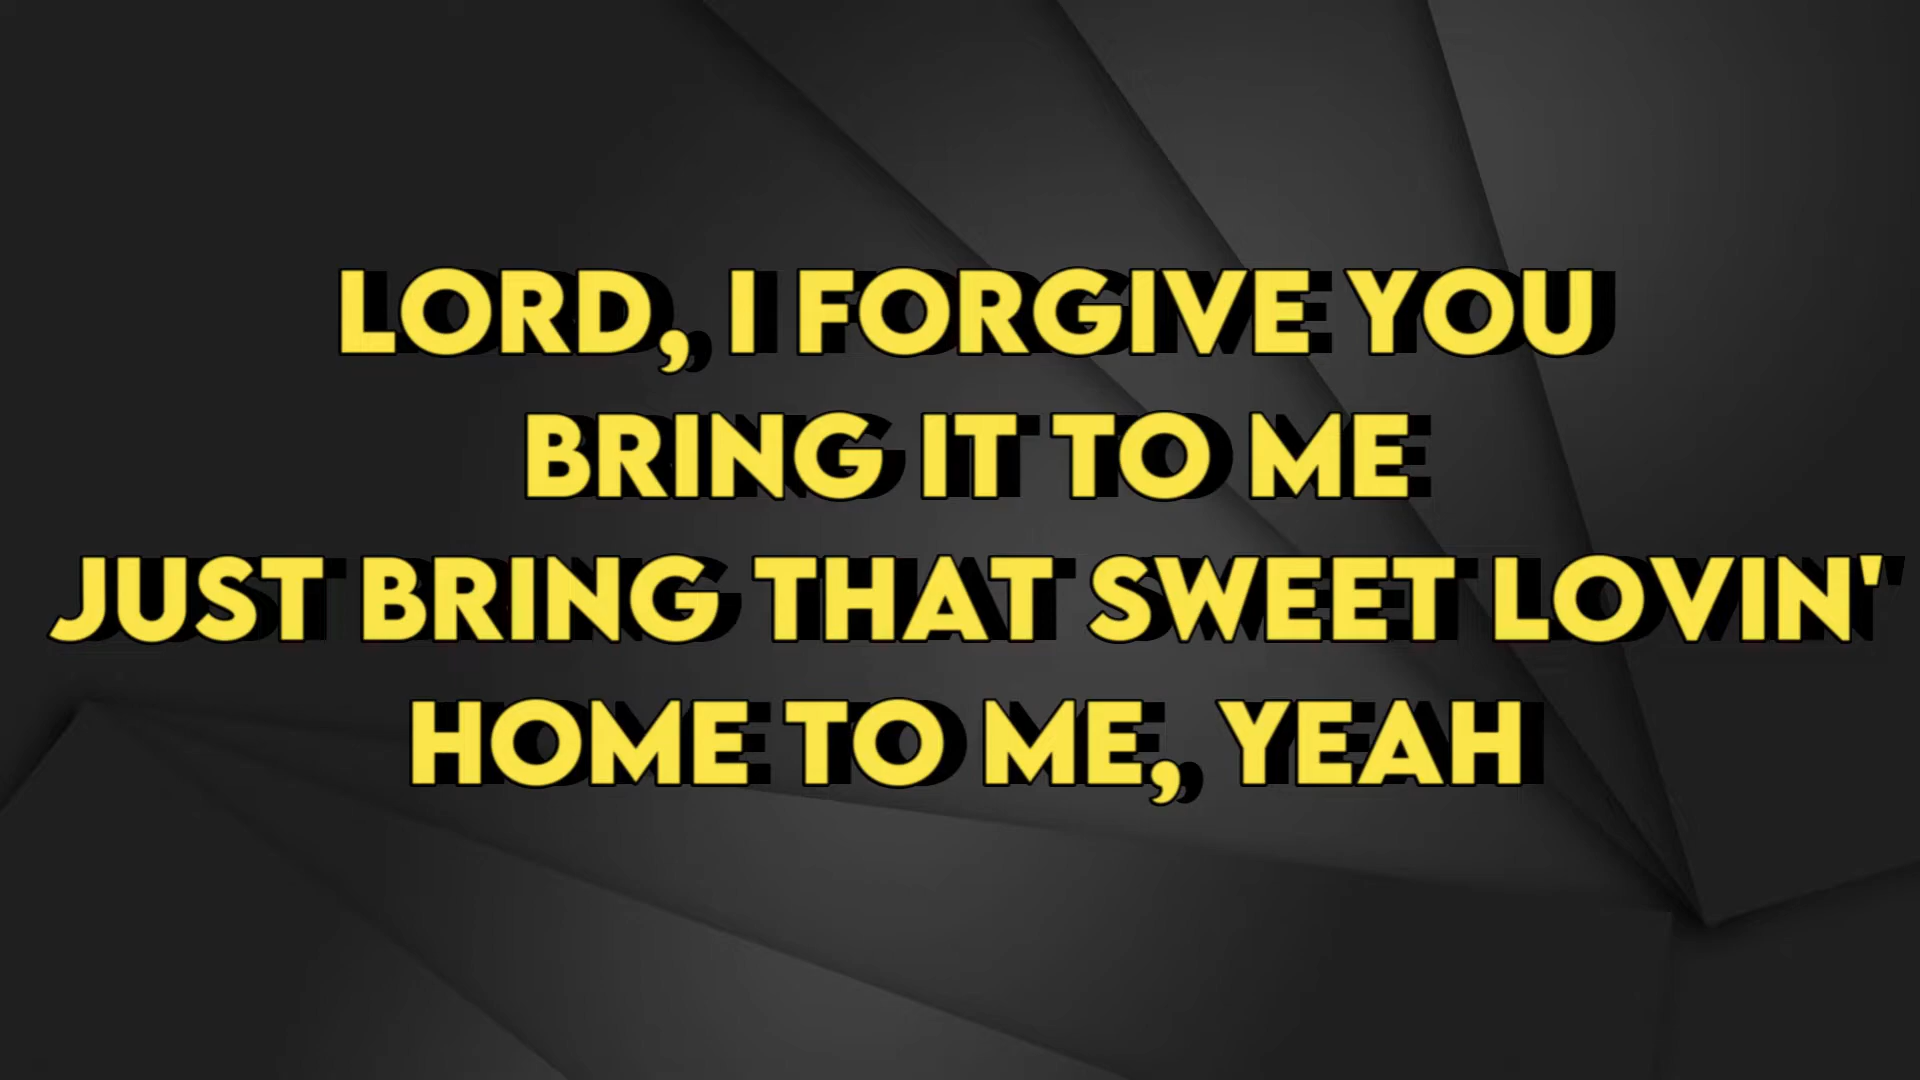 LORD, I FORGIVE YOU
BRING IT TO ME
JUST BRING THAT SWEET LOVIN'
HOME TO ME, YEAH